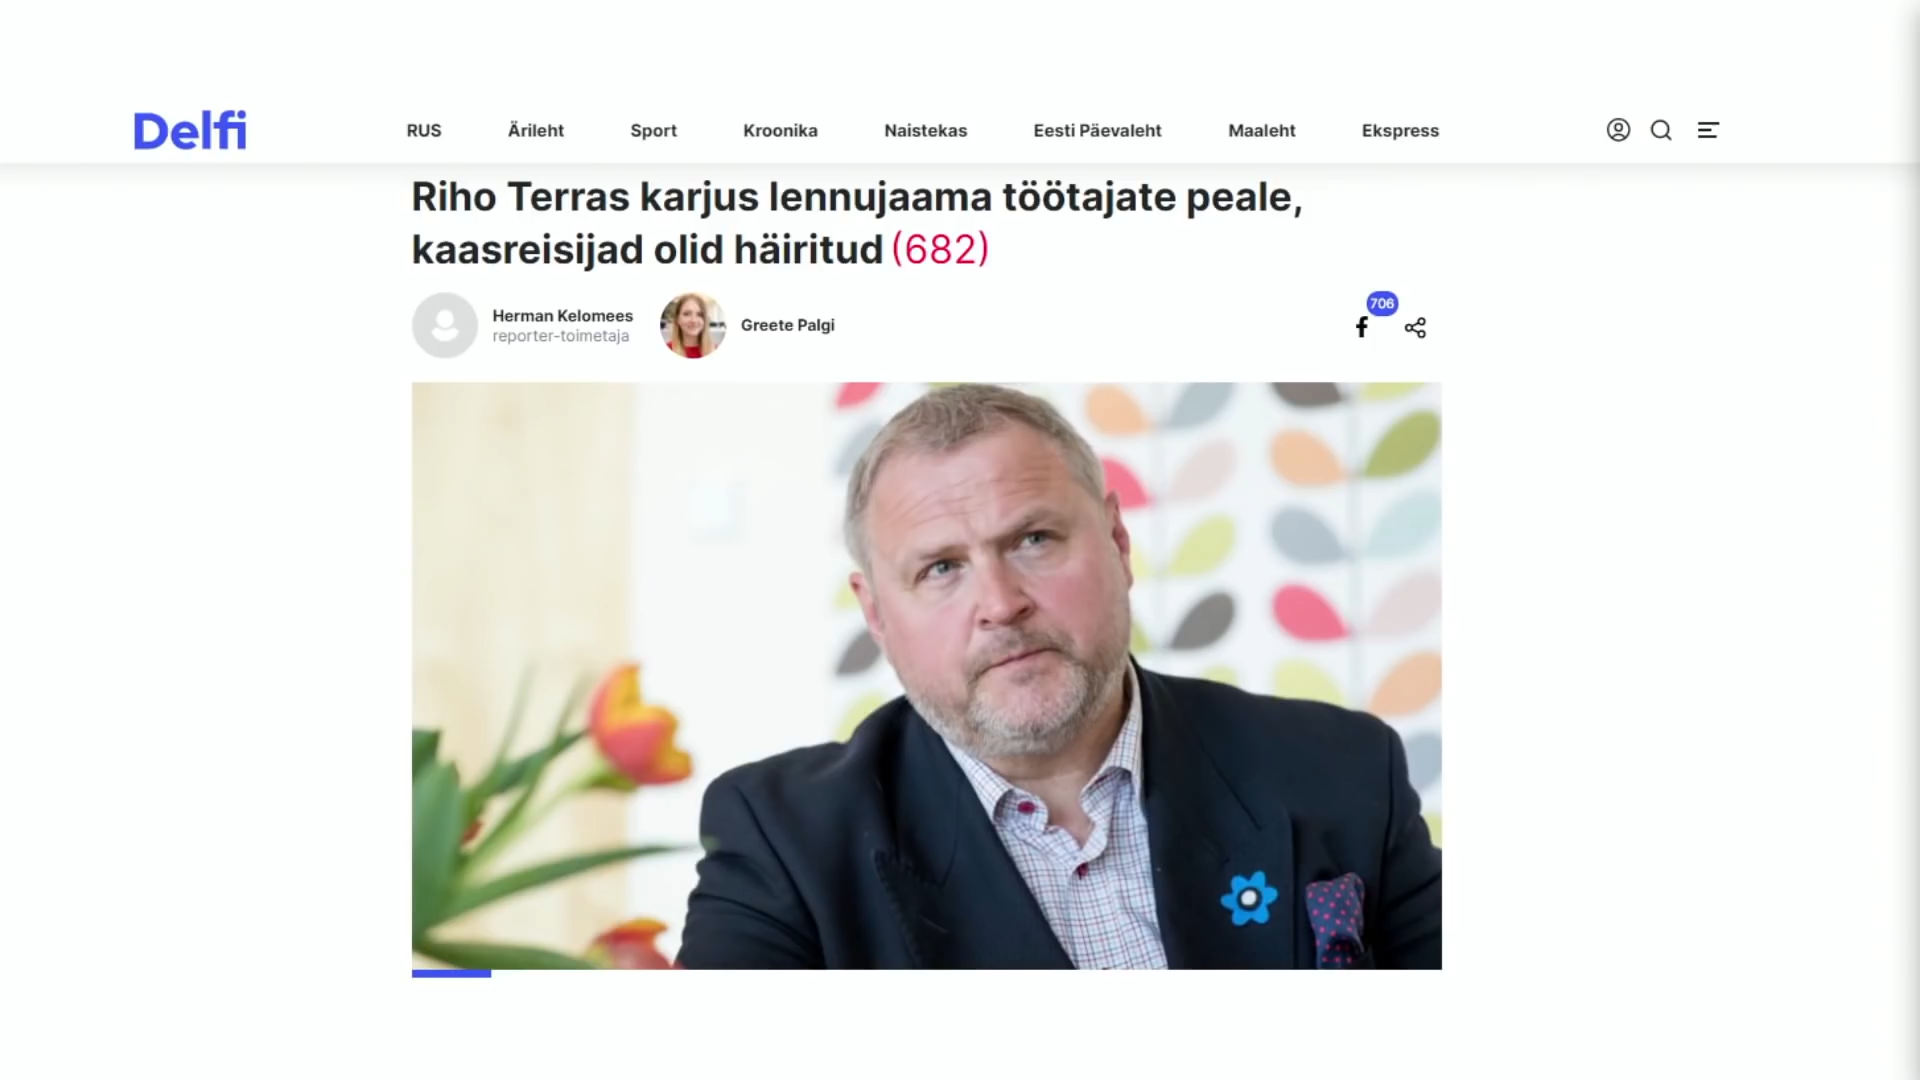 Delfi
RUS Ärileht Sport Kroonika Naistekas Eesti Päevaleht Maaleht Ekspress
Riho Terras karjus lennujaama töötajate peale,
kaasreisijad olid häiritud (682)
Herman Kelomees
reporter-toimetaja
Greete Palgi
706